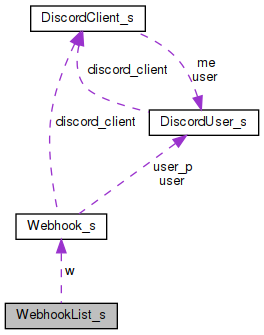 DiscordClient_s
me
user
discord_client
DiscordUser_s
discord_client
user_p
user
Webhook_s
w
WebhookList_s